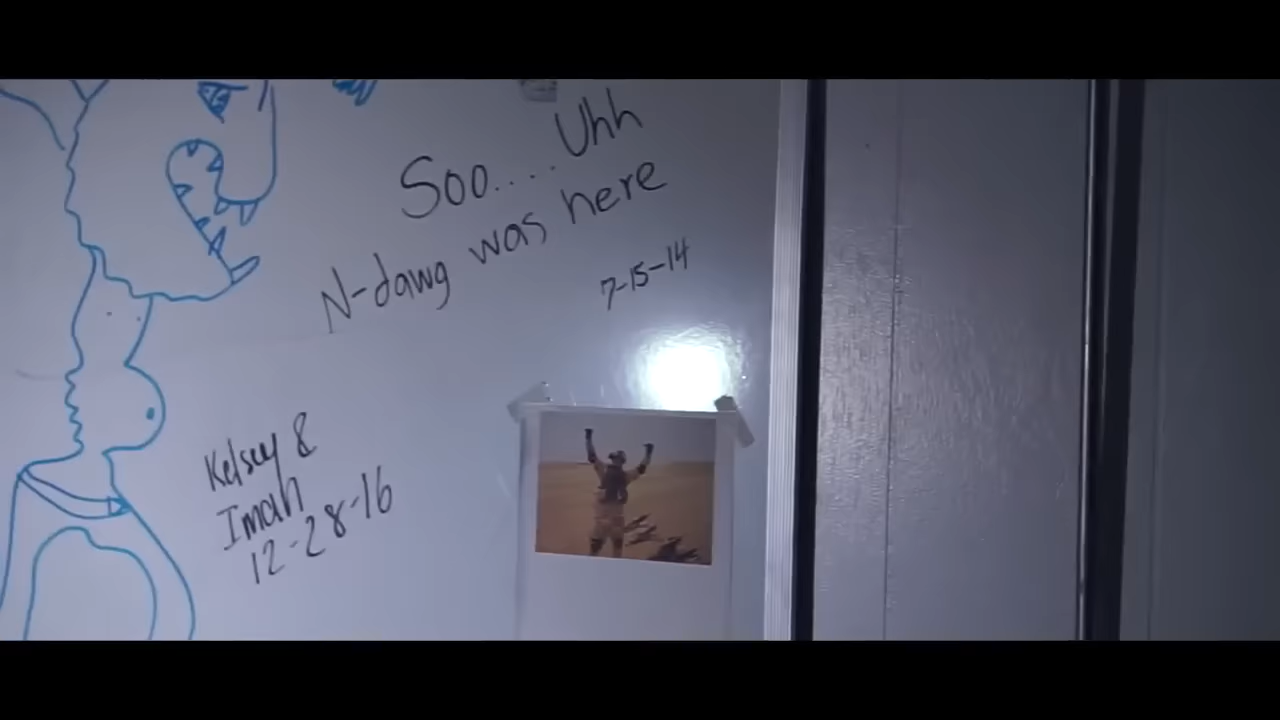 Soo.... Uhh
N-dawg was here
7-15-14
Kelsey &
Imah
12-28-16